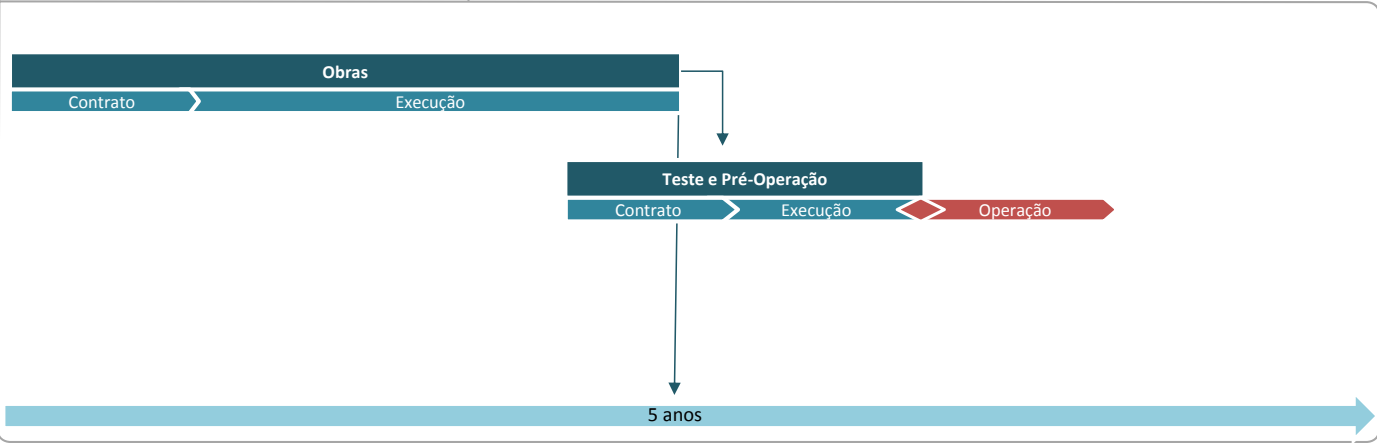 Obras
Contrato
Execução
Teste e Pré-Operação
Contrato
Execução
Operação
5 anos